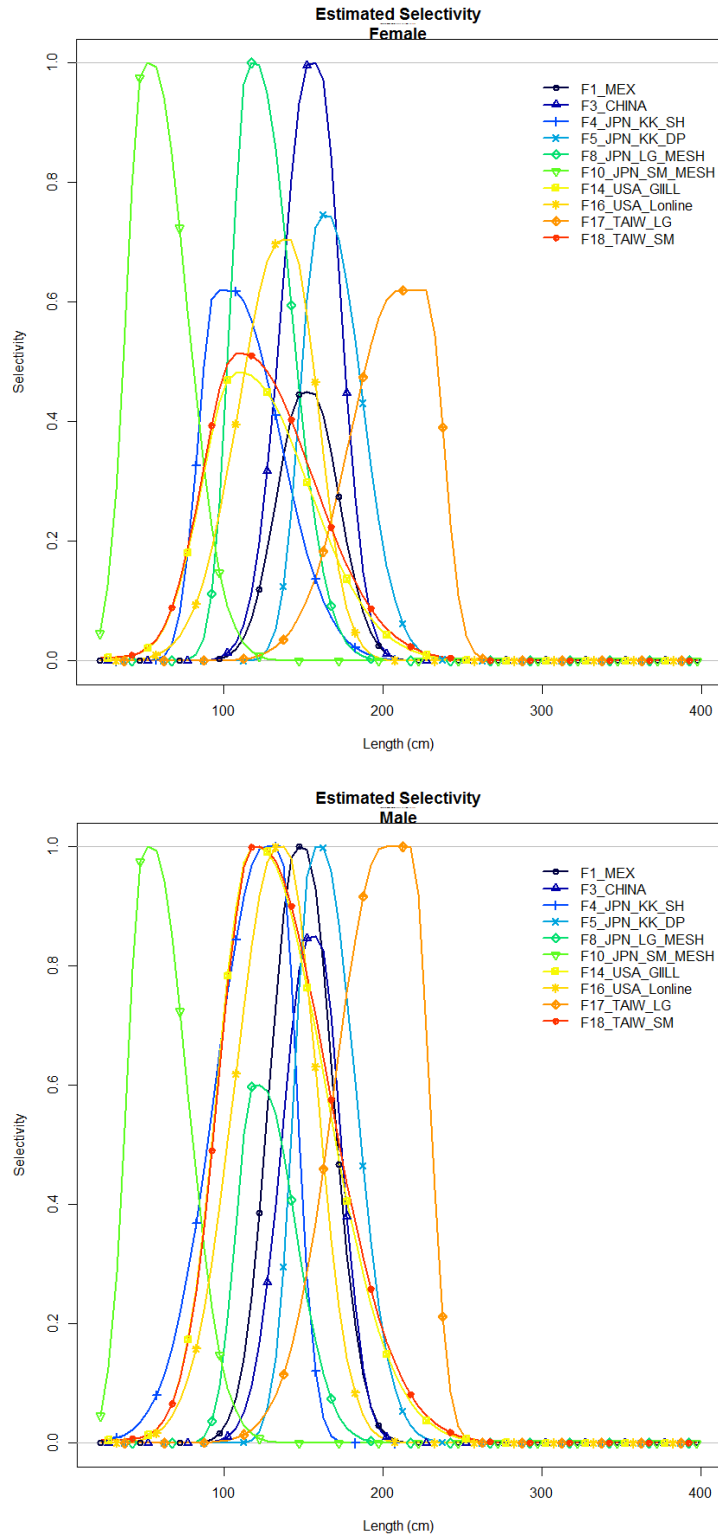 Estimated Selectivity
Female
1.0
0.8
0.6
0.4
0.2
0.0
Selectivity
F1_MEX
F3_CHINA
F4_JPN_KK_SH
F5_JPN_KK_DP
F8_JPN_LG_MESH
F10_JPN_SM_MESH
F14_USA_GIILL
F16_USA_Lonline
F17_TAIW_LG
F18_TAIW_SM
100
200
300
400
Length (cm)
Estimated Selectivity
Male
1.0
0.8
0.6
0.4
0.2
0.0
Selectivity
F1_MEX
F3_CHINA
F4_JPN_KK_SH
F5_JPN_KK_DP
F8_JPN_LG_MESH
F10_JPN_SM_MESH
F14_USA_GIILL
F16_USA_Lonline
F17_TAIW_LG
F18_TAIW_SM
100
200
300
400
Length (cm)